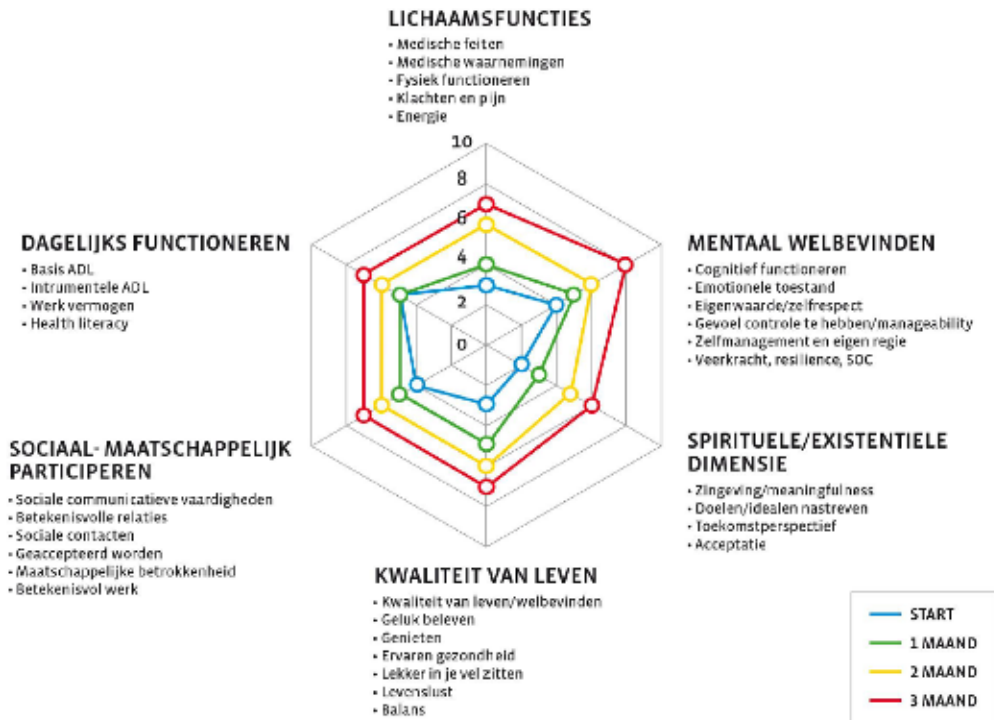 LICHAAMSFUNCTIES
• Medische feiten
• Medische waarnemingen
• Fysiek functioneren
• Klachten en pijn
• Energie
10
8
6
4
2
0
DAGELIJKS FUNCTIONEREN
• Basis ADL
• Intrumentele ADL
• Werk vermogen
• Health literacy
MENTAAL WELBEVINDEN
• Cognitief functioneren
• Emotionele toestand
• Eigenwaarde/zelfrespect
• Gevoel controle te hebben/manageability
• Zelfmanagement en eigen regie
• Veerkracht, resilience, SOC
SOCIAAL- MAATSCHAPPELIJK
PARTICIPEREN
• Sociale communicatieve vaardigheden
• Betekenisvolle relaties
• Sociale contacten
• Geaccepteerd worden
• Maatschappelijke betrokkenheid
• Betekenisvol werk
SPIRITUELE/EXISTENTIELE
DIMENSIE
• Zingeving/meaningfulness
• Doelen/idealen nastreven
• Toekomstperspectief
• Acceptatie
KWALITEIT VAN LEVEN
• Kwaliteit van leven/welbevinden
• Geluk beleven
• Genieten
• Ervaren gezondheid
• Lekker in je vel zitten
• Levenslust
• Balans
START
1 MAAND
2 MAAND
3 MAAND